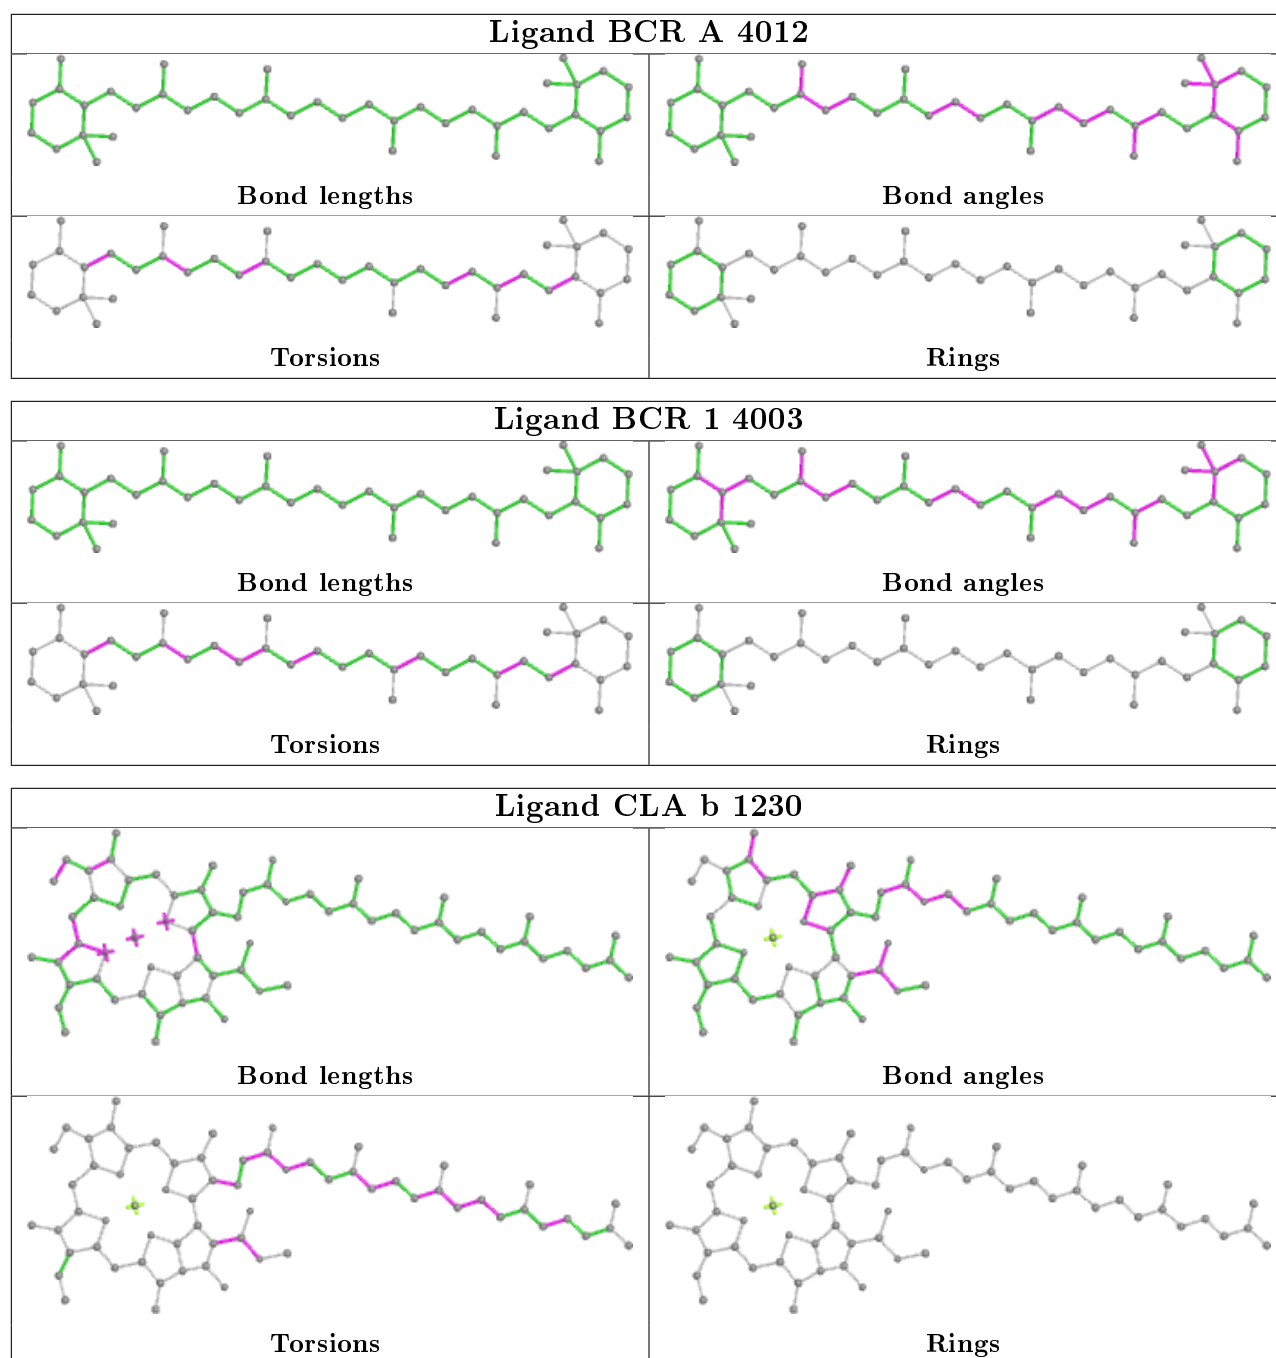 Ligand BCR A 4012
Bond lengths
Bond angles
Torsions
Rings
Ligand BCR 1 4003
Bond lengths
Bond angles
Torsions
Rings
Ligand CLA b 1230
Bond lengths
Bond angles
Torsions
Rings